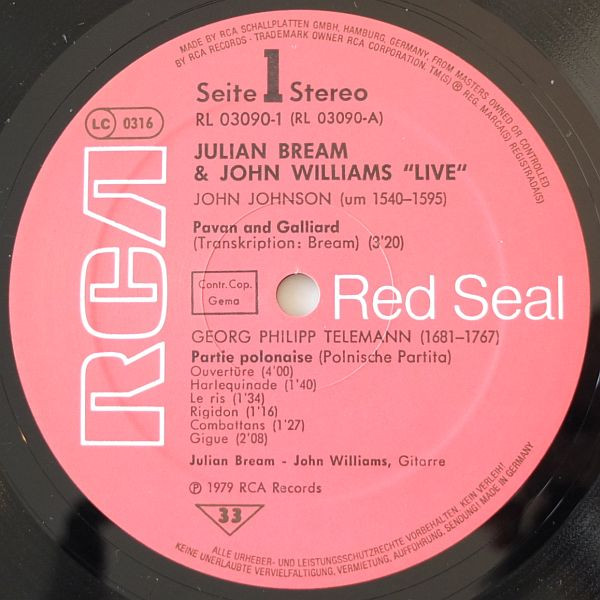 MADE BY RCA SCHALLPLATTEN GMBH, HAMBURG, GERMANY, FROM MASTERS OWNED OR CONTROLLED
BY RCA RECORDS · TRADEMARK OWNER RCA CORPORATION. TM(S) ® REG. MARCA(S) REGISTRADA(S)
Seite 1 Stereo
LC 0316
RL 03090-1 (RL 03090-A)
JULIAN BREAM
& JOHN WILLIAMS "LIVE"
JOHN JOHNSON (um 1540–1595)
Pavan and Galliard
(Transkription: Bream) (3'20)
Contr. Cop.
Gema
RCA
Red Seal
GEORG PHILIPP TELEMANN (1681–1767)
Partie polonaise (Polnische Partita)
Ouvertüre (4'00)
Harlequinade (1'40)
Le ris (1'34)
Rigidon (1'16)
Combattans (1'27)
Gigue (2'08)
Julian Bream - John Williams, Gitarre
℗ 1979 RCA Records
33
ALLE URHEBER- UND LEISTUNGSSCHUTZRECHTE VORBEHALTEN. KEIN VERLEIH!
KEINE UNERLAUBTE VERVIELFÄLTIGUNG, VERMIETUNG, AUFFÜHRUNG, SENDUNG! MADE IN GERMANY